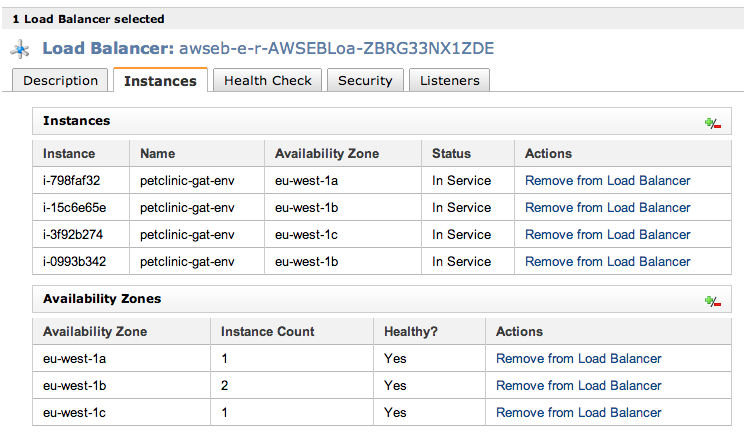 1 Load Balancer selected
Load Balancer: awseb-e-r-AWSEBLoa-ZBRG33NX1ZDE
Description Instances Health Check Security Listeners
Instances
Instance Name Availability Zone Status Actions
i-798faf32 petclinic-gat-env eu-west-1a In Service Remove from Load Balancer
i-15c6e65e petclinic-gat-env eu-west-1b In Service Remove from Load Balancer
i-3f92b274 petclinic-gat-env eu-west-1c In Service Remove from Load Balancer
i-0993b342 petclinic-gat-env eu-west-1b In Service Remove from Load Balancer
Availability Zones
Availability Zone Instance Count Healthy? Actions
eu-west-1a 1 Yes Remove from Load Balancer
eu-west-1b 2 Yes Remove from Load Balancer
eu-west-1c 1 Yes Remove from Load Balancer